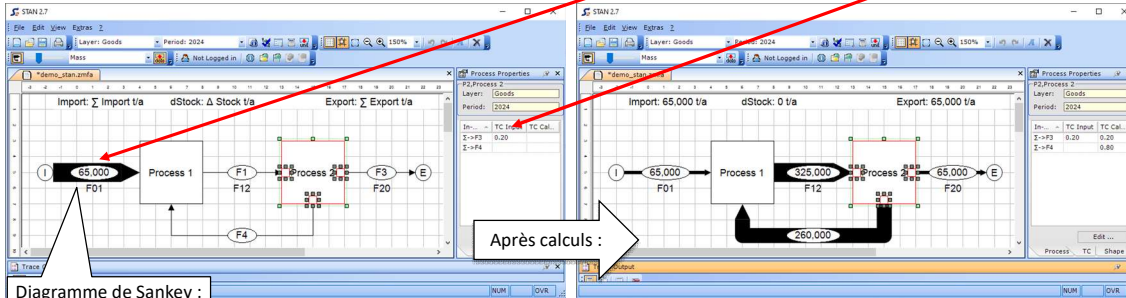 STAN 2.7
File Edit View Extras ?
Layer: Goods Period: 2024 150%
Mass Not Logged in
*demo_stan.zmfa
Import: ∑ Import t/a dStock: Δ Stock t/a Export: ∑ Export t/a
I 65,000 Process 1 F1 Process 2 F3 E
F01 F12 F20
F4
Process Properties
P2,Process 2
Layer: Goods
Period: 2024
In-... TC Input TC Cal...
Σ->F3 0.20
Σ->F4
Diagramme de Sankey :
NUM OVR
Après calculs :
STAN 2.7
File Edit View Extras ?
Layer: Goods Period: 2024 150%
Mass Not Logged in
*demo_stan.zmfa
Import: 65,000 t/a dStock: 0 t/a Export: 65,000 t/a
I 65,000 Process 1 325,000 Process 2 65,000 E
F01 F12 F20
260,000
Process Properties
P2,Process 2
Layer: Goods
Period: 2024
In-... TC Input TC Cal...
Σ->F3 0.20 0.20
Σ->F4 0.80
Edit ...
Process TC Shape
NUM OVR